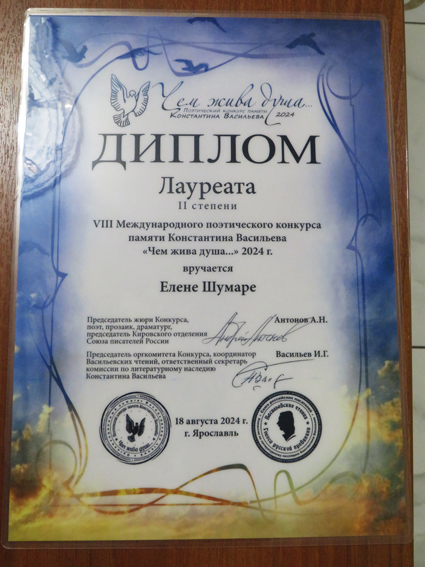 Чем жива душа...
Поэтический конкурс памяти
Константина Васильева 2024
ДИПЛОМ
Лауреата
II степени
VIII Международного поэтического конкурса
памяти Константина Васильева
«Чем жива душа...» 2024 г.
вручается
Елене Шумаре
Председатель жюри Конкурса, Антонов А.Н.
поэт, прозаик, драматург,
председатель Кировского отделения
Союза писателей России
Председатель оргкомитета Конкурса, координатор Васильев И.Г.
Васильевских чтений, ответственный секретарь
комиссии по литературному наследию
Константина Васильева
18 августа 2024 г.
г. Ярославль